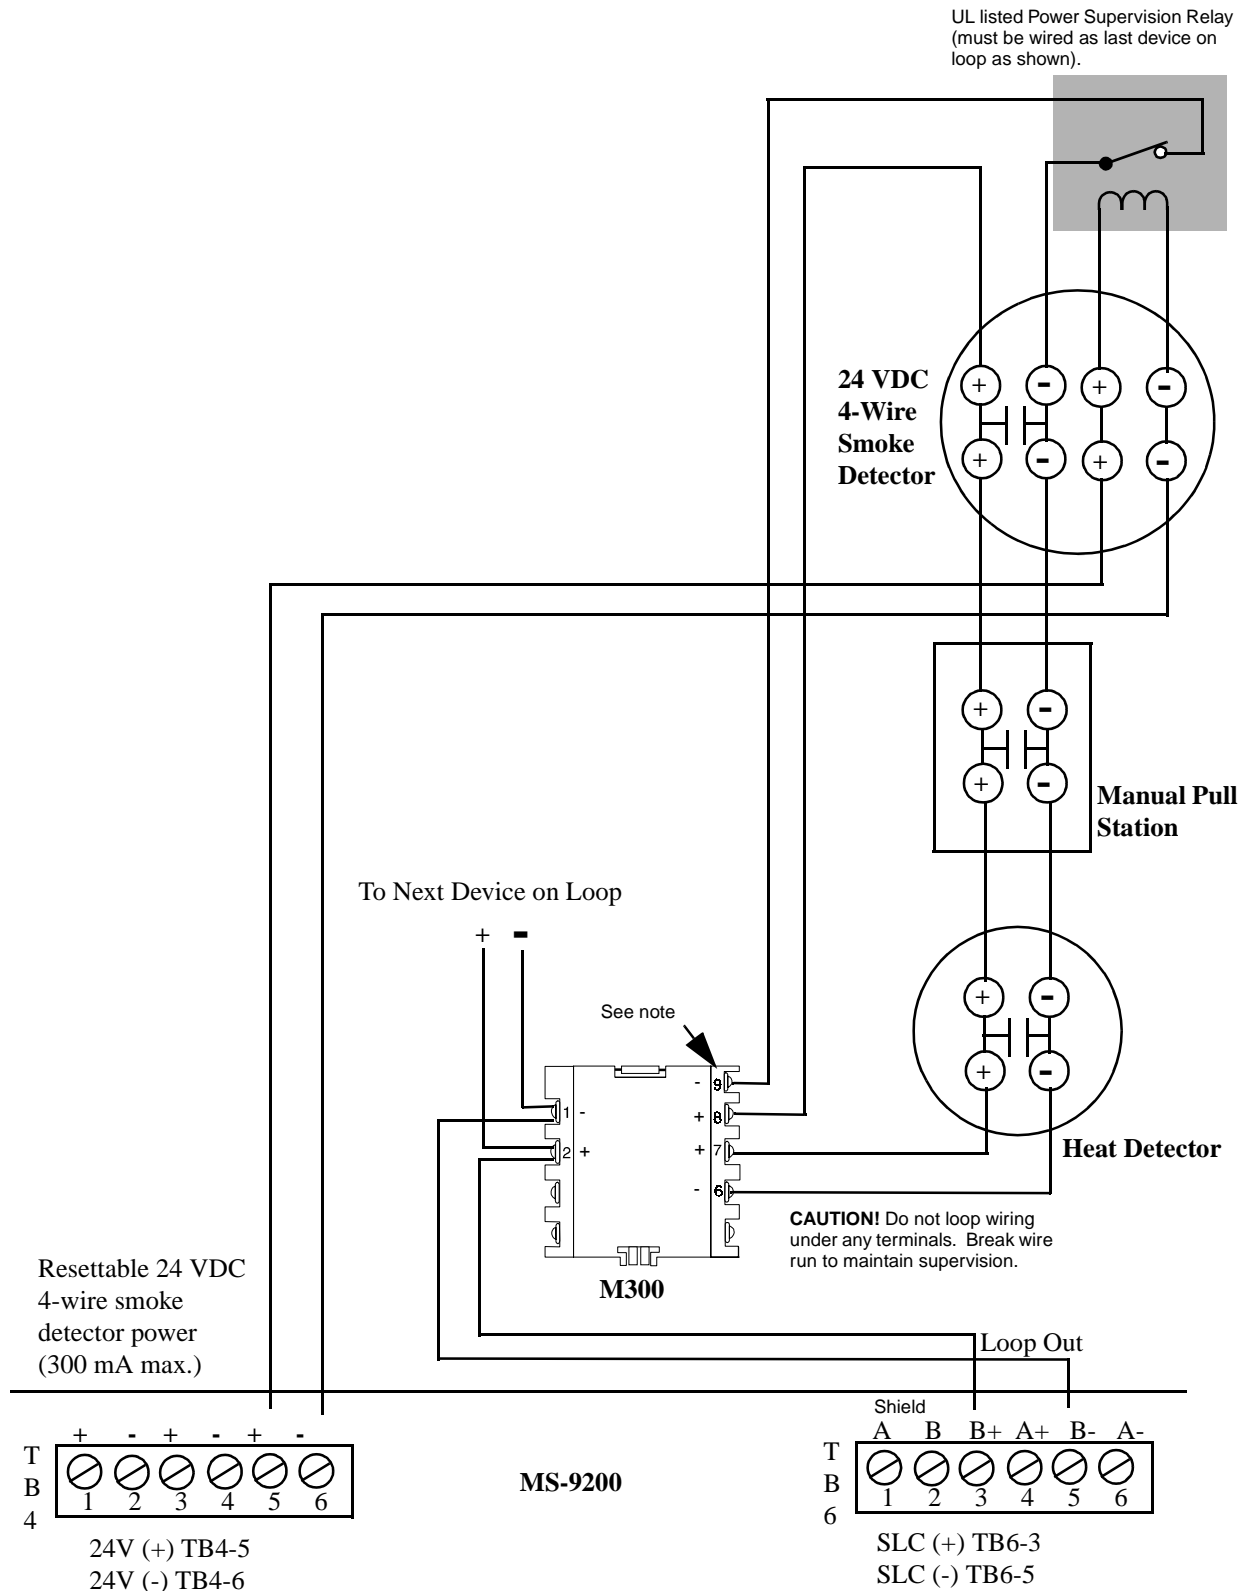 UL listed Power Supervision Relay
(must be wired as last device on
loop as shown).
24 VDC
4-Wire
Smoke
Detector
+ - + -
+ - + -
+ -
+ -
Manual Pull
Station
To Next Device on Loop
+ -
See note
+ -
+ -
Heat Detector
- 9
1 -
+ 8
2 +
+ 7
- 6
CAUTION! Do not loop wiring
under any terminals. Break wire
run to maintain supervision.
M300
Resettable 24 VDC
4-wire smoke
detector power
(300 mA max.)
Loop Out
+ - + - + -
TB4
1 2 3 4 5 6
24V (+) TB4-5
24V (-) TB4-6
MS-9200
Shield
A B B+ A+ B- A-
TB6
1 2 3 4 5 6
SLC (+) TB6-3
SLC (-) TB6-5